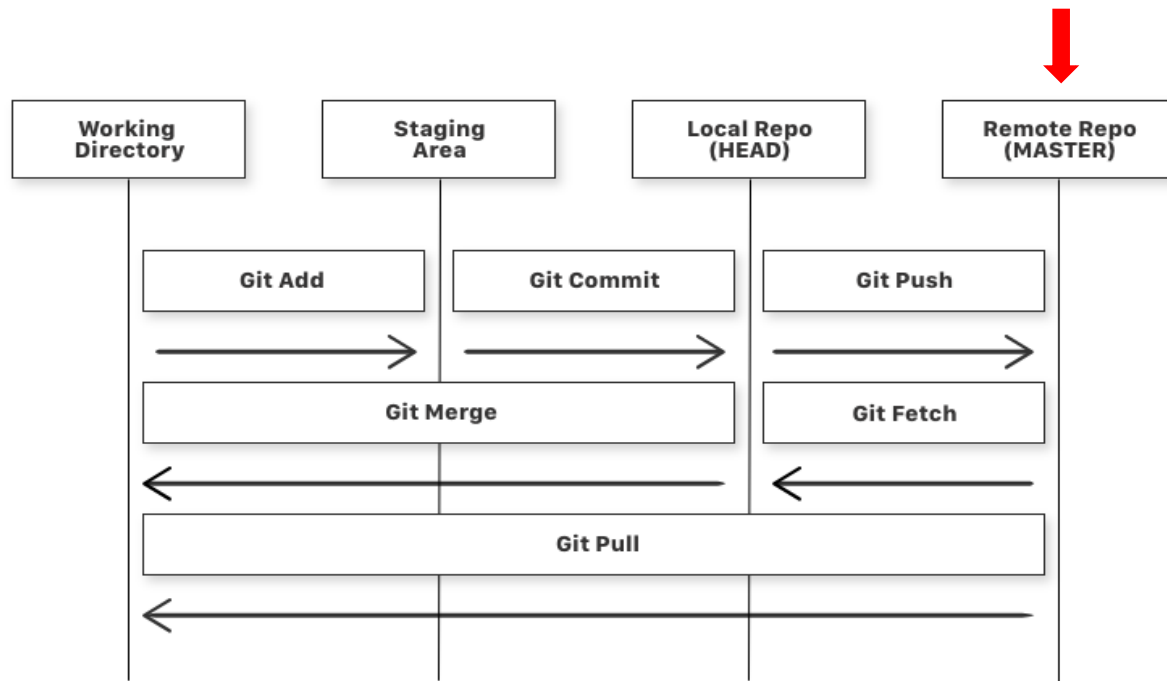 Working
Directory
Staging
Area
Local Repo
(HEAD)
Remote Repo
(MASTER)
Git Add
Git Commit
Git Push
Git Merge
Git Fetch
Git Pull